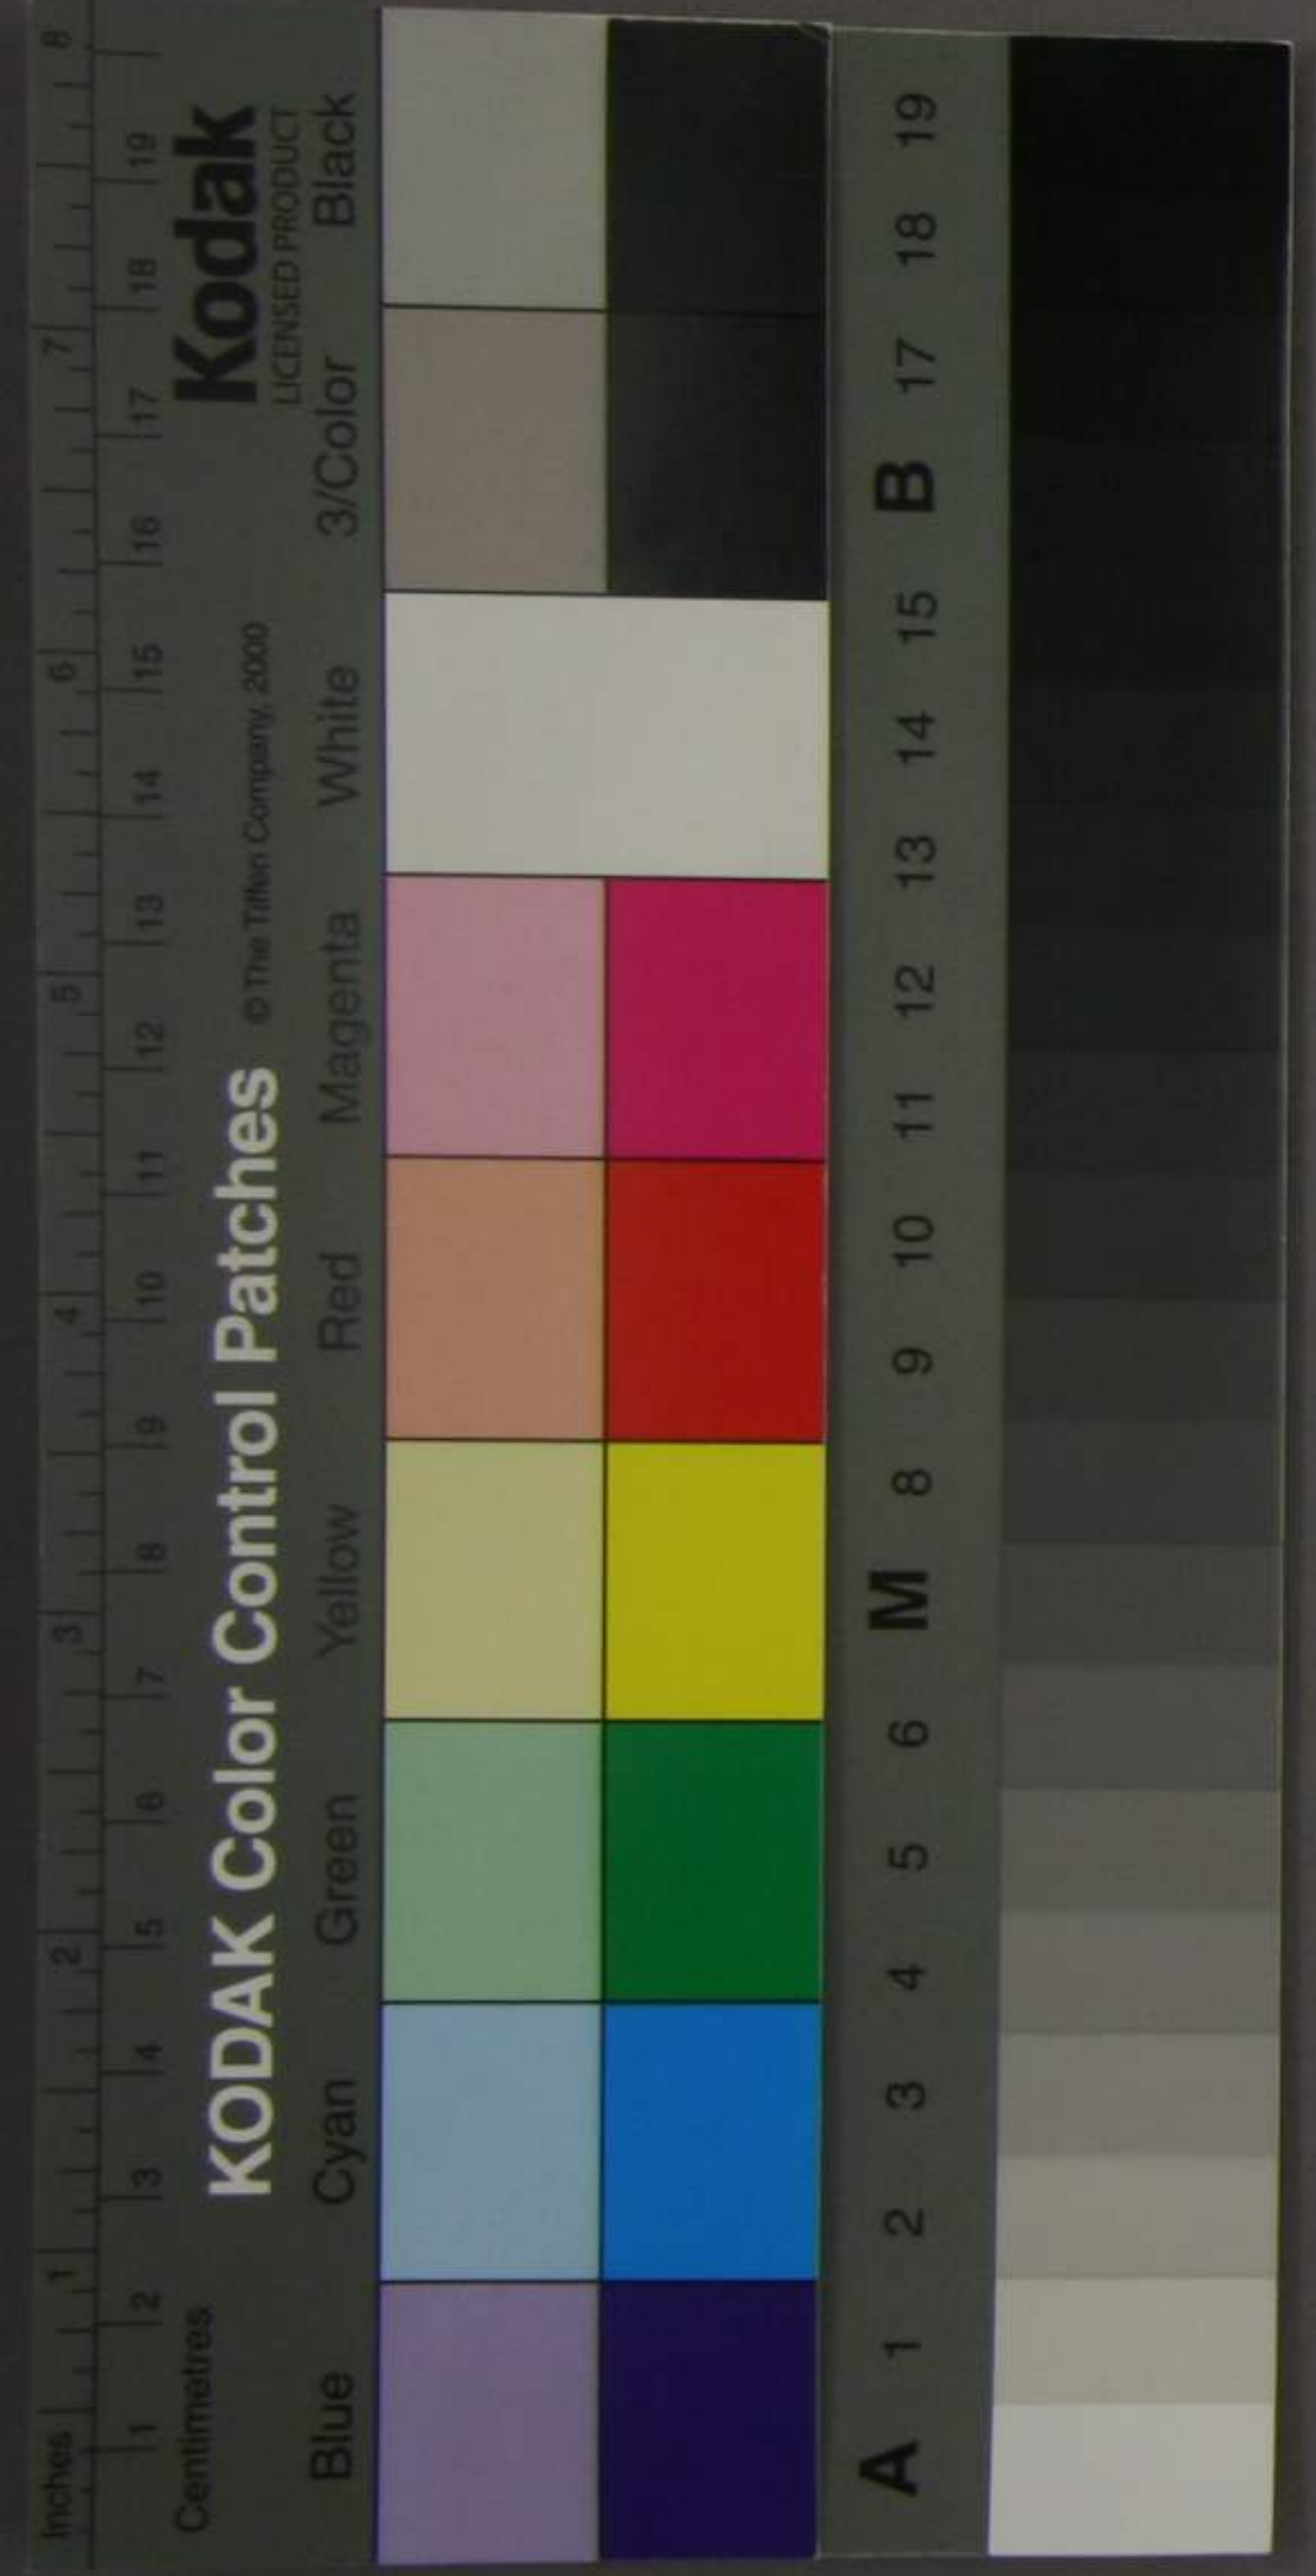 Inches 1 2 3 4 5 6 7 8
1 2 3 4 5 6 7 8 9 10 11 12 13 14 15 16 17 18 19
Centimetres
KODAK Color Control Patches © The Tiffen Company, 2000 Kodak
LICENSED PRODUCT
Blue Cyan Green Yellow Red Magenta White 3/Color Black
A 1 2 3 4 5 6 M 8 9 10 11 12 13 14 15 B 17 18 19